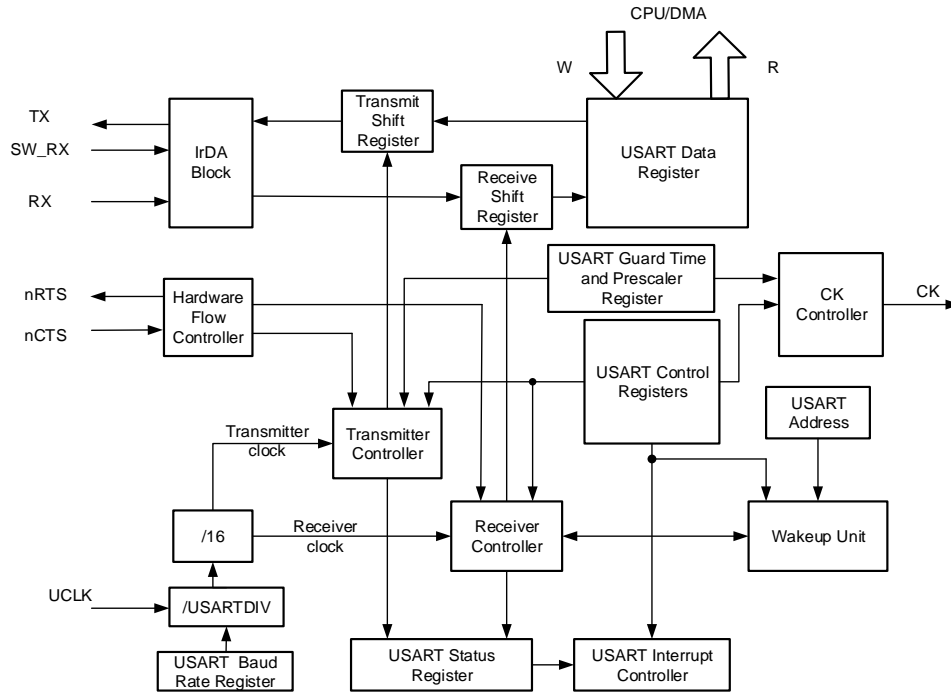 CPU/DMA
W
R
TX
SW_RX
RX
IrDA
Block
Transmit
Shift
Register
USART Data
Register
Receive
Shift
Register
nRTS
nCTS
Hardware
Flow
Controller
USART Guard Time
and Prescaler
Register
CK
Controller
CK
USART Control
Registers
USART
Address
Transmitter
clock
Transmitter
Controller
/16
Receiver
clock
Receiver
Controller
Wakeup Unit
UCLK
/USARTDIV
USART Baud
Rate Register
USART Status
Register
USART Interrupt
Controller